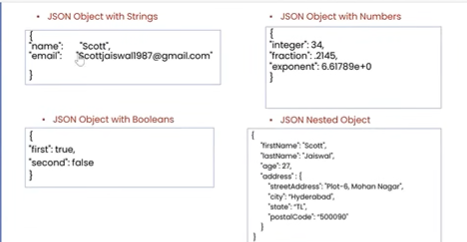 • JSON Object with Strings
{
"name": "Scott",
"email": "Scottjaiswal1987@gmail.com"
}
• JSON Object with Numbers
{
"integer": 34,
"fraction": .2145,
"exponent": 6.61789e+0
}
• JSON Object with Booleans
{
"first": true,
"second": false
}
• JSON Nested Object
{
"firstName": "Scott",
"lastName": "Jaiswal",
"age": 27,
"address" : {
"streetAddress": "Plot-6, Mohan Nagar",
"city": "Hyderabad",
"state": "TL",
"postalCode": "500090"
}
}